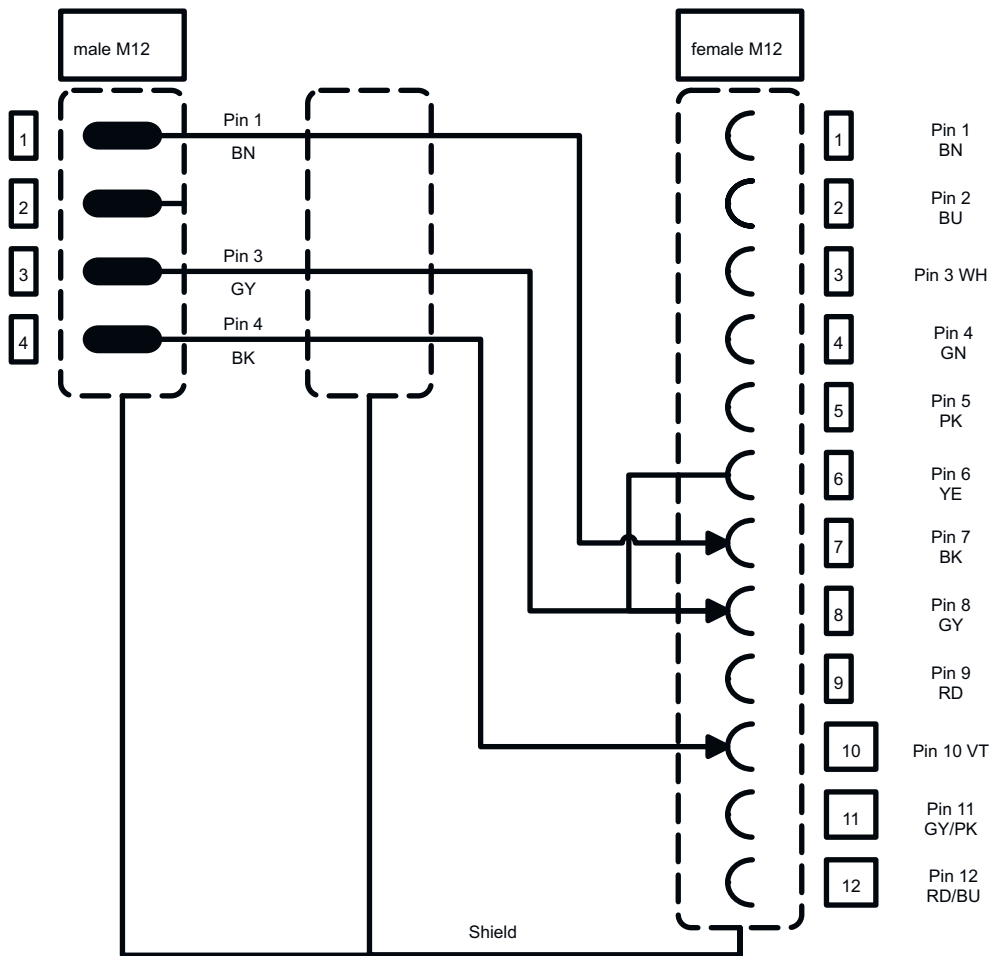 male M12
female M12
1
Pin 1
BN
1
Pin 1
BN
2
2
Pin 2
BU
3
Pin 3
GY
3
Pin 3 WH
4
Pin 4
BK
4
Pin 4
GN
5
Pin 5
PK
6
Pin 6
YE
7
Pin 7
BK
8
Pin 8
GY
9
Pin 9
RD
10
Pin 10 VT
11
Pin 11
GY/PK
12
Pin 12
RD/BU
Shield